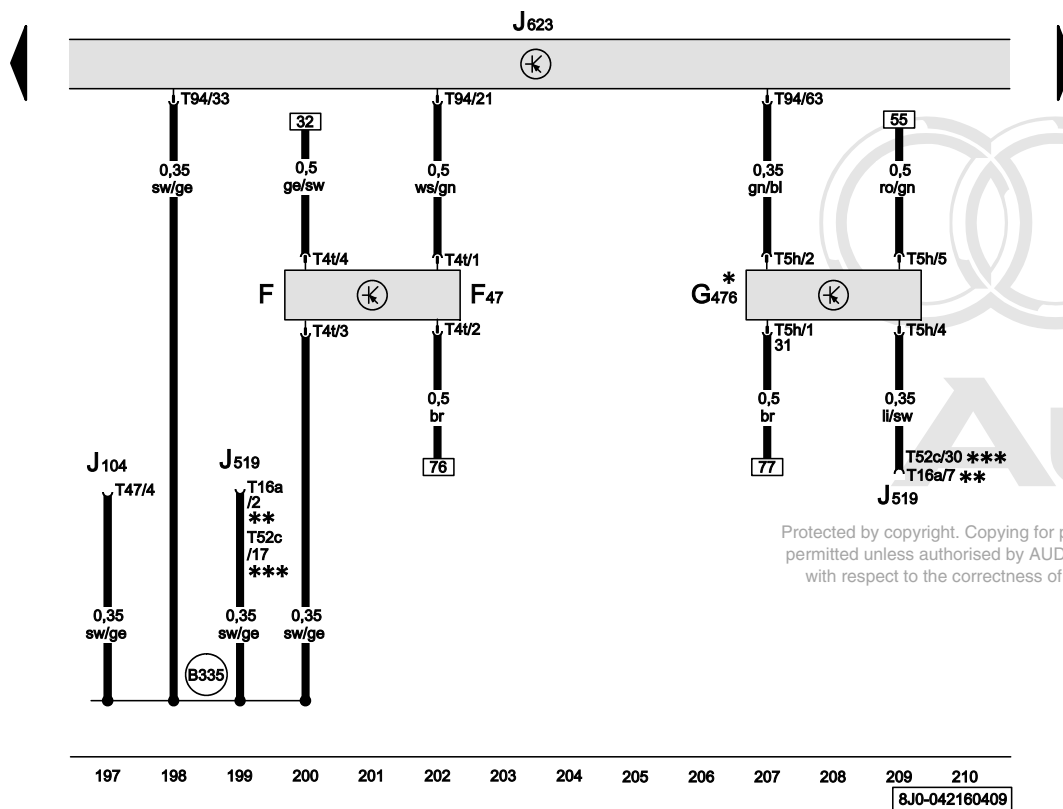 J623
T94/33
T94/21
T94/63
32
55
0,35
sw/ge
0,5
ge/sw
0,5
ws/gn
0,35
gn/bl
0,5
ro/gn
T4t/4
T4t/1
T5h/2
T5h/5
F
F47
G476 *
T4t/3
T4t/2
T5h/1
31
T5h/4
0,5
br
0,5
br
0,35
li/sw
76
77
T52c/30 ***
T16a/7 **
J519
J104
T47/4
J519
T16a
/2
**
T52c
/17
***
Protected by copyright. Copying for p
permitted unless authorised by AUD
with respect to the correctness of
0,35
sw/ge
0,35
sw/ge
0,35
sw/ge
B335
197 198 199 200 201 202 203 204 205 206 207 208 209 210
8J0-042160409